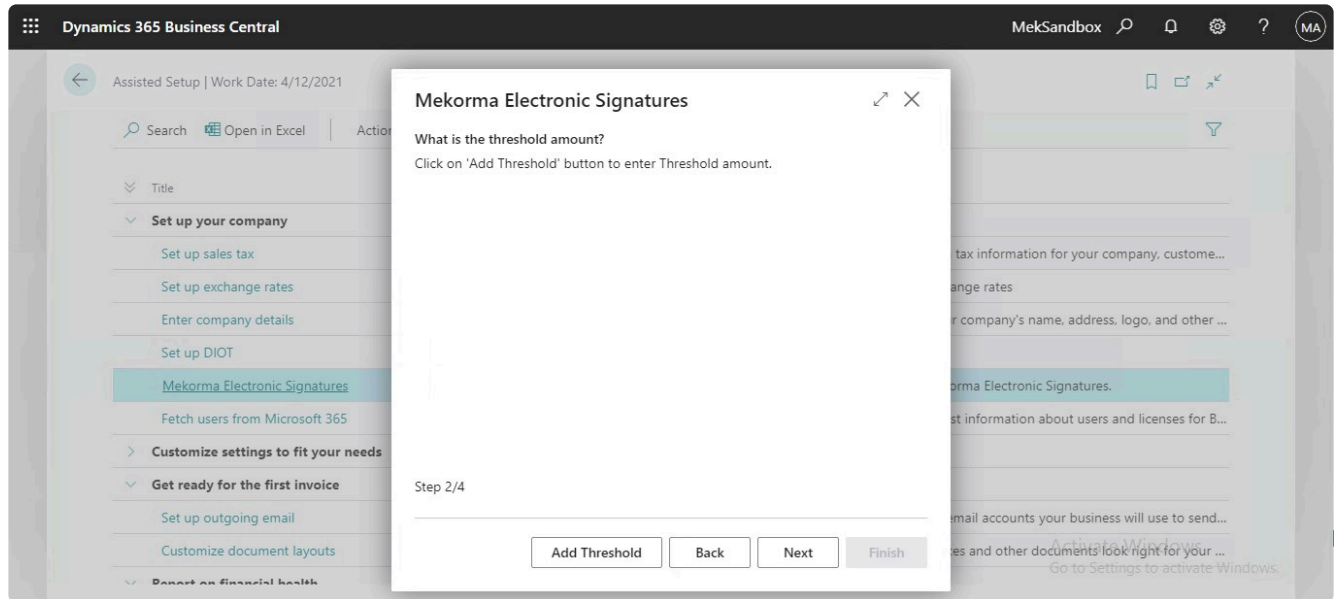 Dynamics 365 Business Central
MekSandbox
?
MA
Assisted Setup | Work Date: 4/12/2021
Search
Open in Excel
Title
Set up your company
Set up sales tax
tax information for your company, custome...
Set up exchange rates
ange rates
Enter company details
r company's name, address, logo, and other ...
Set up DIOT
Mekorma Electronic Signatures
orma Electronic Signatures.
Fetch users from Microsoft 365
st information about users and licenses for B...
Customize settings to fit your needs
Get ready for the first invoice
Set up outgoing email
email accounts your business will use to send...
Customize document layouts
es and other documents look right for your ...
Report on financial health
Mekorma Electronic Signatures
What is the threshold amount?
Click on 'Add Threshold' button to enter Threshold amount.
Step 2/4
Add Threshold
Back
Next
Finish
Activate Windows
Go to Settings to activate Windows.